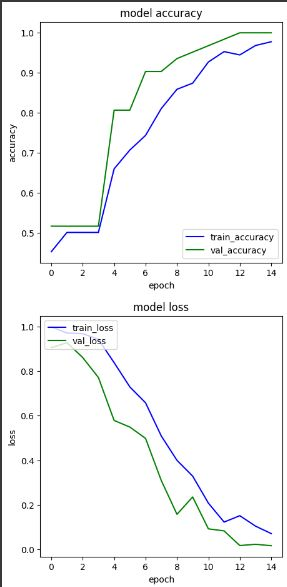 model accuracy
1.0
0.9
0.8
0.7
0.6
0.5
accuracy
train_accuracy
val_accuracy
0 2 4 6 8 10 12 14
epoch
model loss
train_loss
val_loss
1.0
0.8
0.6
0.4
0.2
0.0
loss
0 2 4 6 8 10 12 14
epoch